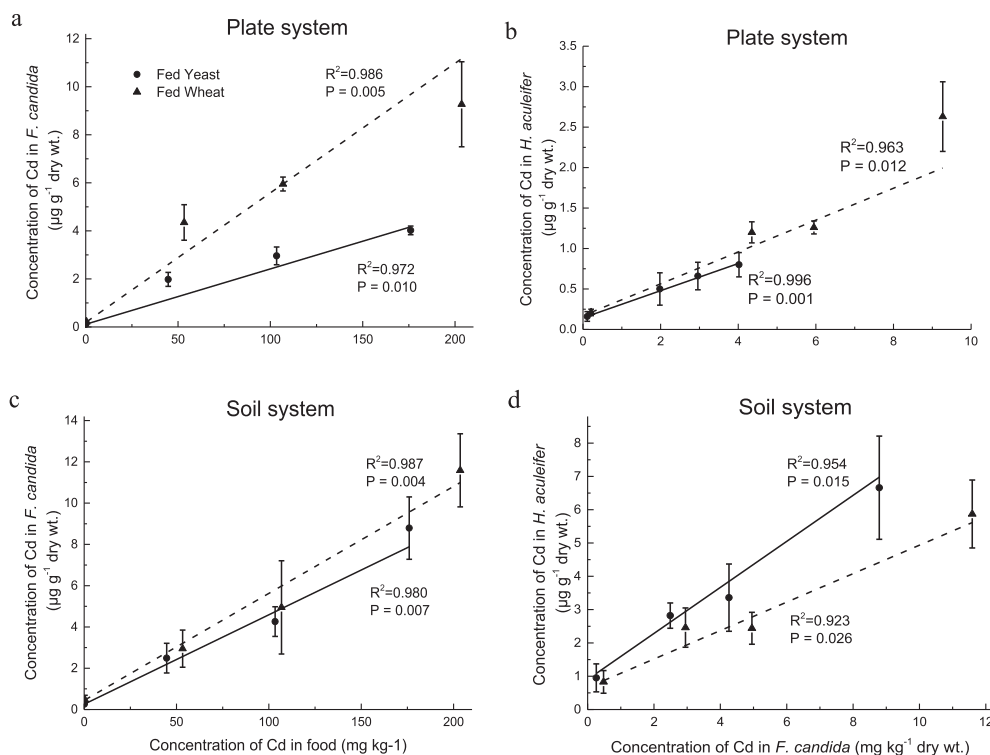 a
Plate system
12
10
8
6
4
2
0
0
50
100
150
200
Concentration of Cd in F. candida
(µg g-1 dry wt.)
Fed Yeast
Fed Wheat
R2=0.986
P = 0.005
R2=0.972
P = 0.010
b
Plate system
3.5
3.0
2.5
2.0
1.5
1.0
0.5
0.0
0
2
4
6
8
10
Concentration of Cd in H. aculeifer
(µg g-1 dry wt.)
R2=0.963
P = 0.012
R2=0.996
P = 0.001
c
Soil system
14
12
10
8
6
4
2
0
0
50
100
150
200
Concentration of Cd in F. candida
(µg g-1 dry wt.)
R2=0.987
P = 0.004
R2=0.980
P = 0.007
Concentration of Cd in food (mg kg-1)
d
Soil system
8
7
6
5
4
3
2
1
0
0
2
4
6
8
10
12
Concentration of Cd in H. aculeifer
(µg g-1 dry wt.)
R2=0.954
P = 0.015
R2=0.923
P = 0.026
Concentration of Cd in F. candida (mg kg-1 dry wt.)